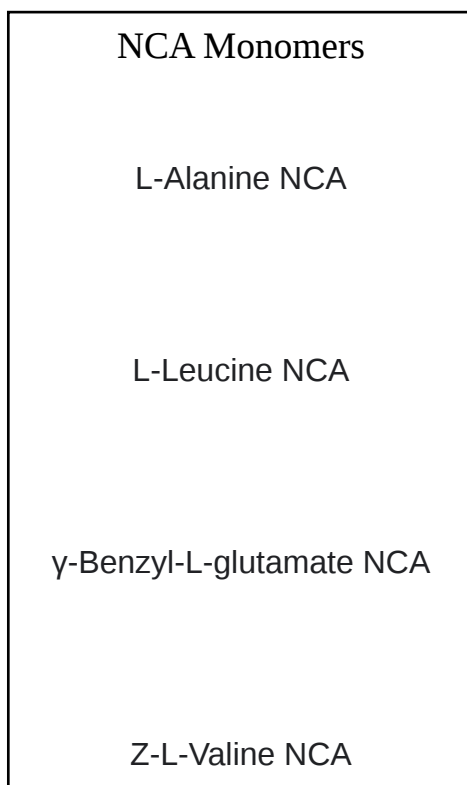 NCA Monomers
L-Alanine NCA
L-Leucine NCA
γ-Benzyl-L-glutamate NCA
Z-L-Valine NCA